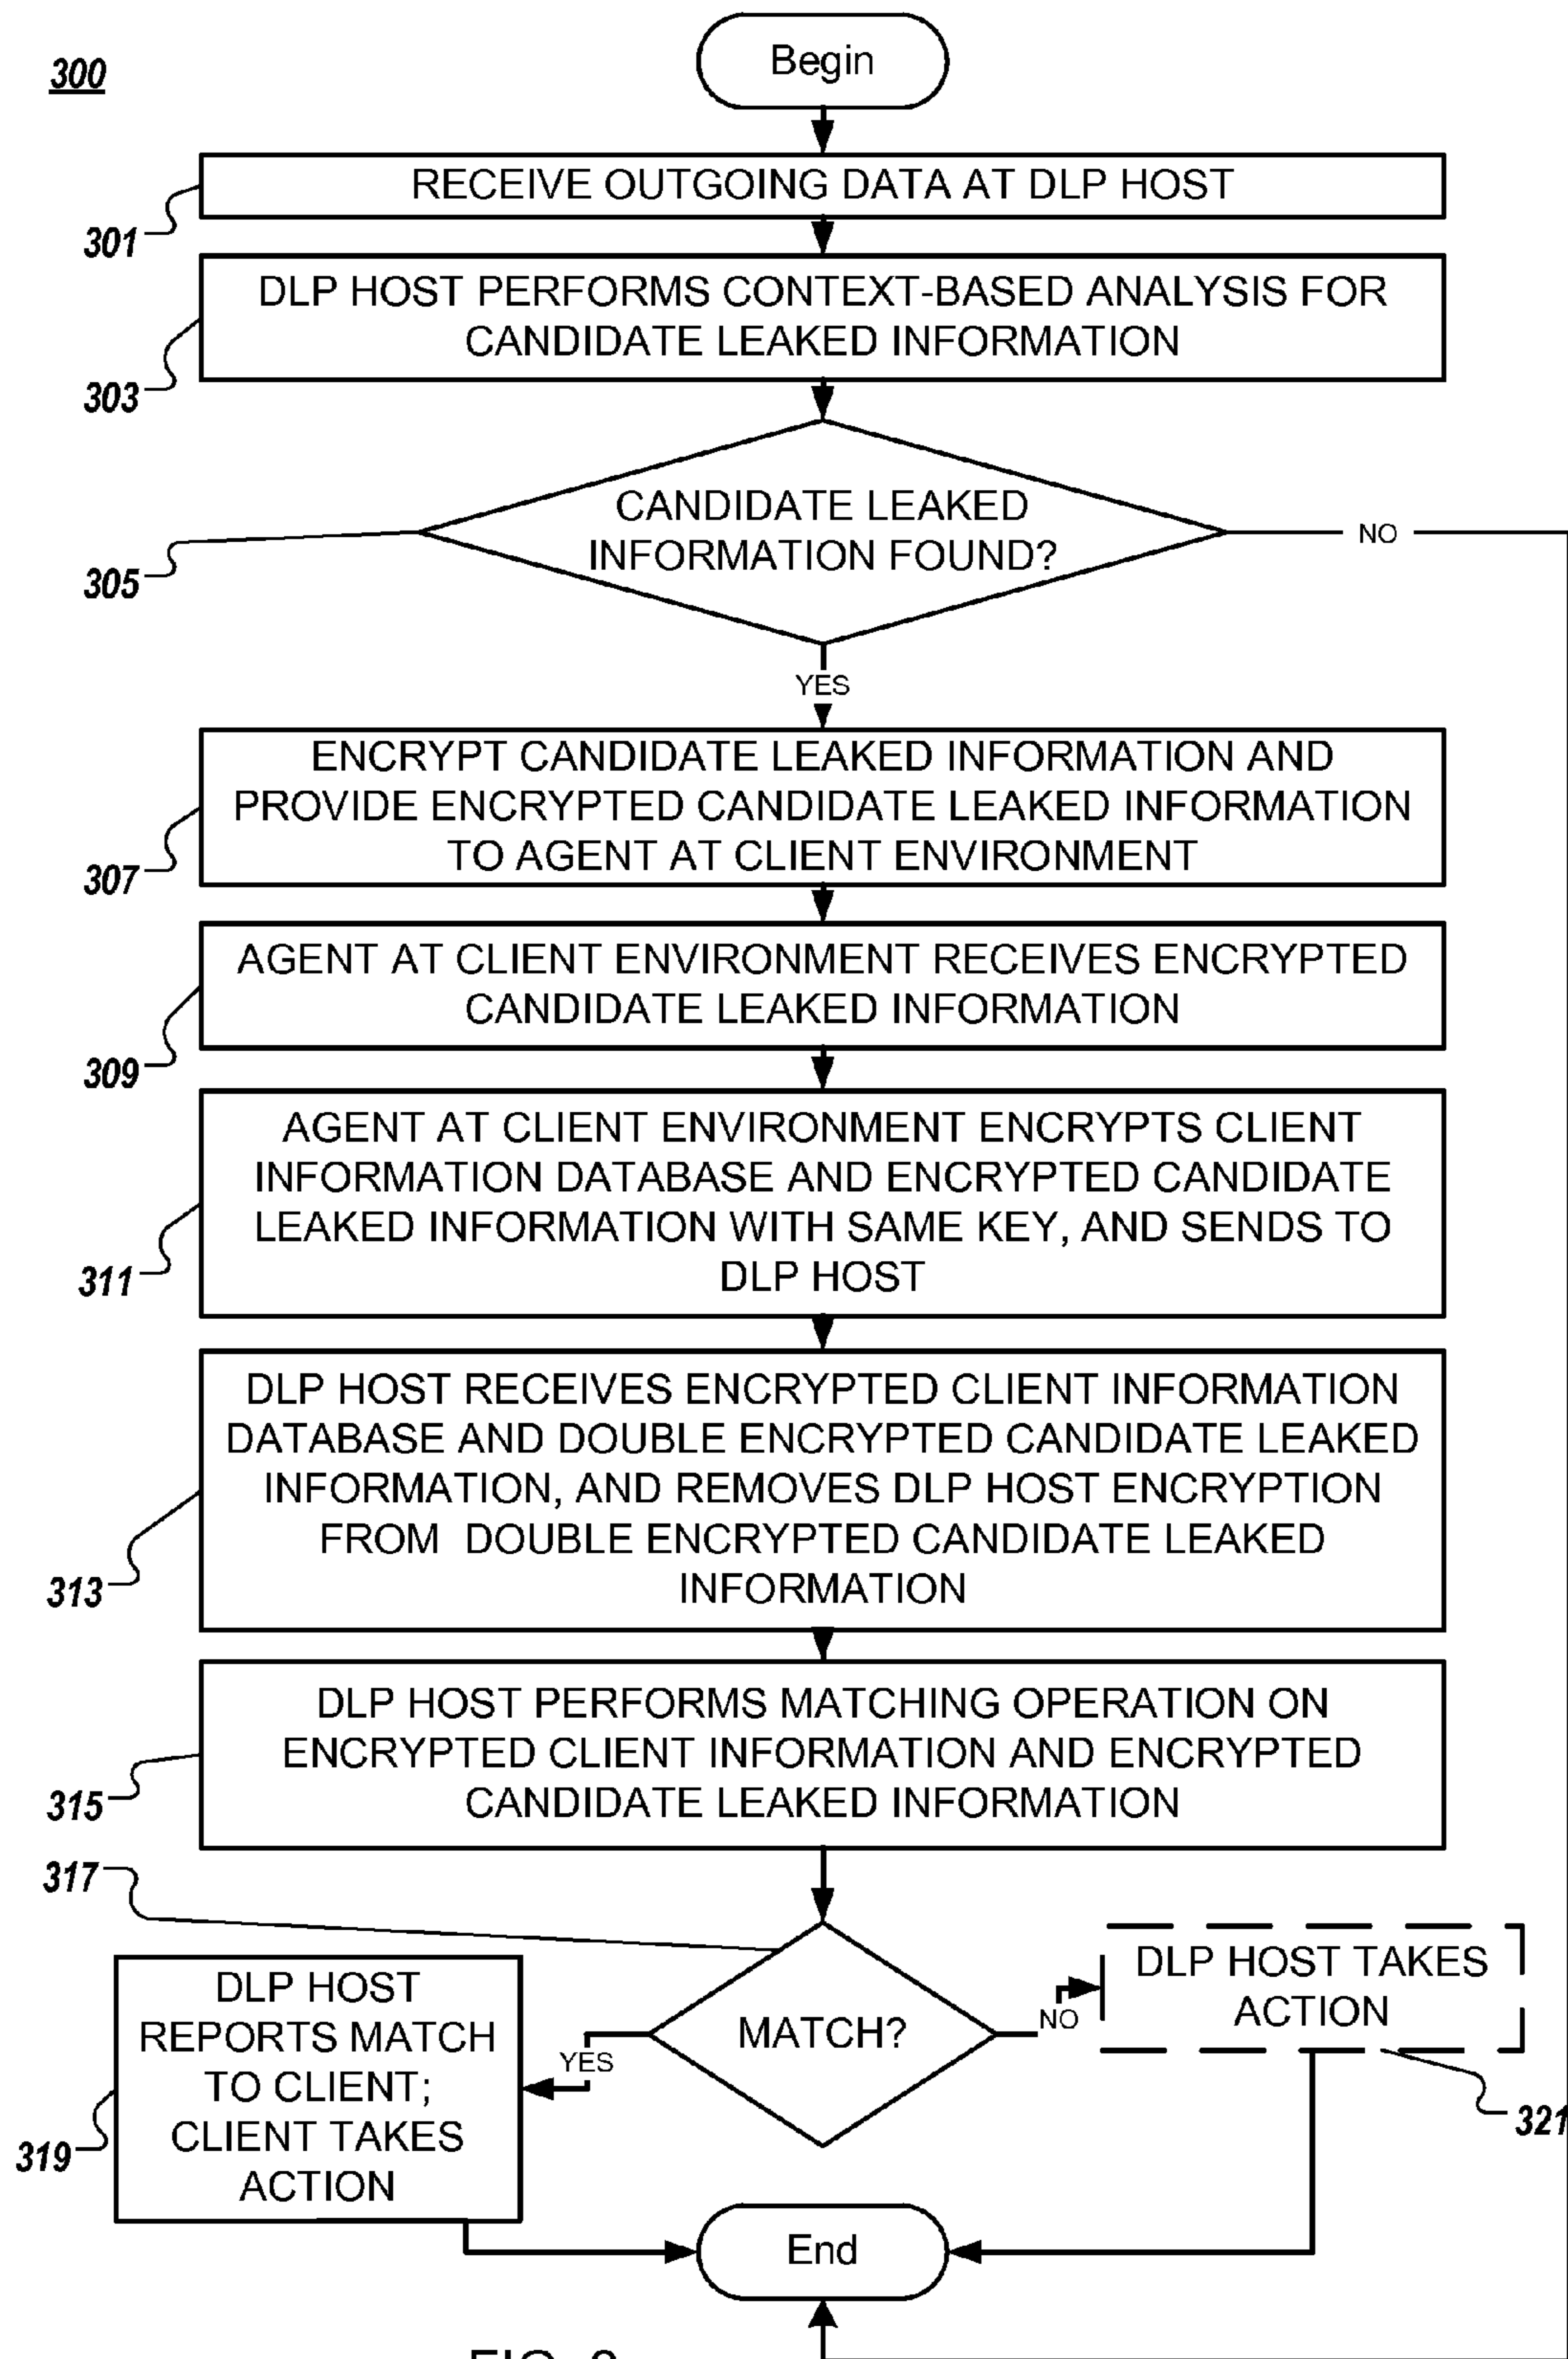 300
Begin
RECEIVE OUTGOING DATA AT DLP HOST
301
DLP HOST PERFORMS CONTEXT-BASED ANALYSIS FOR
CANDIDATE LEAKED INFORMATION
303
CANDIDATE LEAKED
INFORMATION FOUND?
NO
305
YES
ENCRYPT CANDIDATE LEAKED INFORMATION AND
PROVIDE ENCRYPTED CANDIDATE LEAKED INFORMATION
TO AGENT AT CLIENT ENVIRONMENT
307
AGENT AT CLIENT ENVIRONMENT RECEIVES ENCRYPTED
CANDIDATE LEAKED INFORMATION
309
AGENT AT CLIENT ENVIRONMENT ENCRYPTS CLIENT
INFORMATION DATABASE AND ENCRYPTED CANDIDATE
LEAKED INFORMATION WITH SAME KEY, AND SENDS TO
DLP HOST
311
DLP HOST RECEIVES ENCRYPTED CLIENT INFORMATION
DATABASE AND DOUBLE ENCRYPTED CANDIDATE LEAKED
INFORMATION, AND REMOVES DLP HOST ENCRYPTION
FROM DOUBLE ENCRYPTED CANDIDATE LEAKED
INFORMATION
313
DLP HOST PERFORMS MATCHING OPERATION ON
ENCRYPTED CLIENT INFORMATION AND ENCRYPTED
CANDIDATE LEAKED INFORMATION
315
317
MATCH?
YES
NO
DLP HOST
REPORTS MATCH
TO CLIENT;
CLIENT TAKES
ACTION
319
DLP HOST TAKES
ACTION
321
End
FIG.